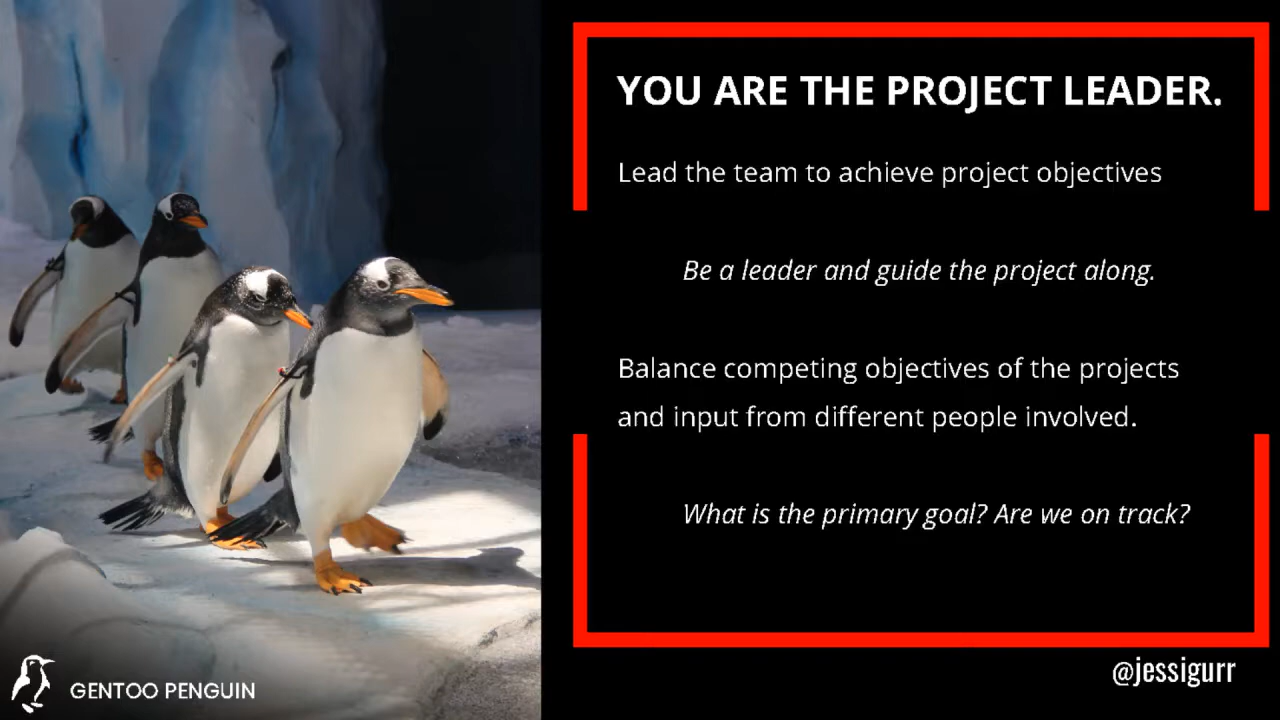 YOU ARE THE PROJECT LEADER.
Lead the team to achieve project objectives
Be a leader and guide the project along.
Balance competing objectives of the projects
and input from different people involved.
What is the primary goal? Are we on track?
@jessigurr
GENTOO PENGUIN